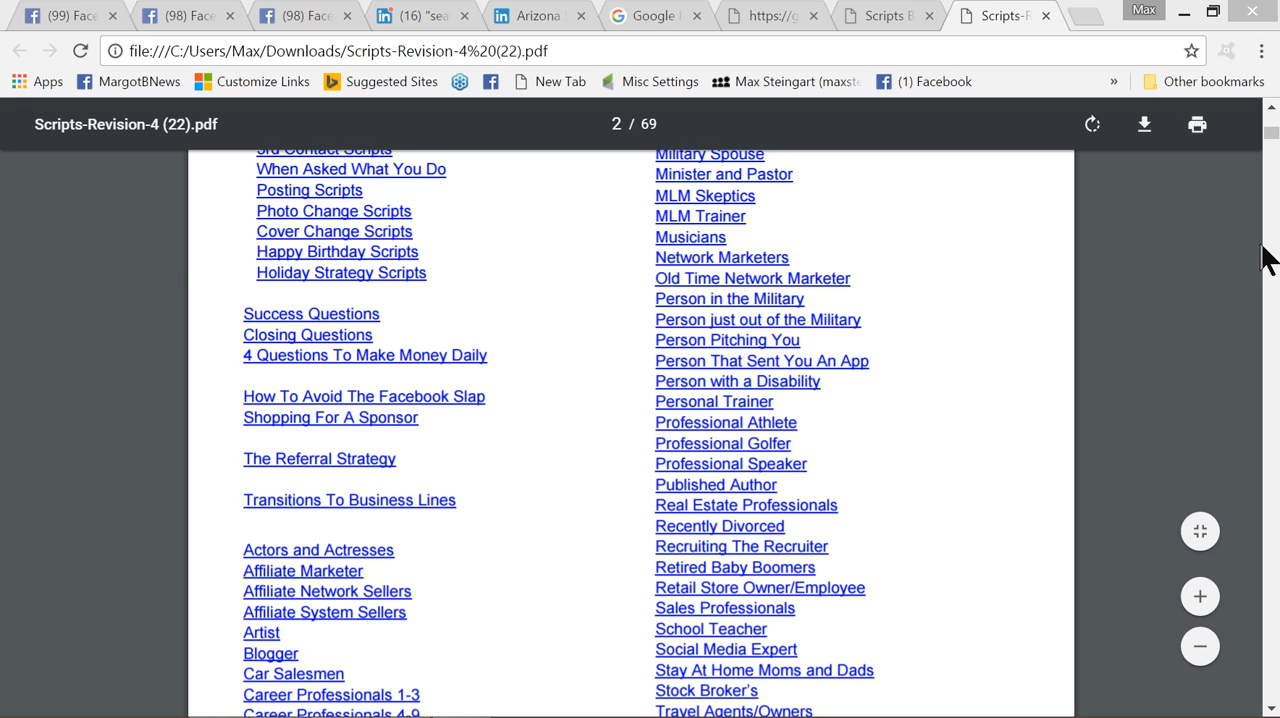 (99) Face
(98) Face
(98) Face
(16) "sea
Arizona
Google
https://g
Scripts B
Scripts-R
Max
file:///C:/Users/Max/Downloads/Scripts-Revision-4%20(22).pdf
Apps
MargotBNews
Customize Links
Suggested Sites
New Tab
Misc Settings
Max Steingart (maxste
(1) Facebook
»
Other bookmarks
Scripts-Revision-4 (22).pdf
2 / 69
3rd Contact Scripts
When Asked What You Do
Posting Scripts
Photo Change Scripts
Cover Change Scripts
Happy Birthday Scripts
Holiday Strategy Scripts
Success Questions
Closing Questions
4 Questions To Make Money Daily
How To Avoid The Facebook Slap
Shopping For A Sponsor
The Referral Strategy
Transitions To Business Lines
Actors and Actresses
Affiliate Marketer
Affiliate Network Sellers
Affiliate System Sellers
Artist
Blogger
Car Salesmen
Career Professionals 1-3
Career Professionals 4-9
Military Spouse
Minister and Pastor
MLM Skeptics
MLM Trainer
Musicians
Network Marketers
Old Time Network Marketer
Person in the Military
Person just out of the Military
Person Pitching You
Person That Sent You An App
Person with a Disability
Personal Trainer
Professional Athlete
Professional Golfer
Professional Speaker
Published Author
Real Estate Professionals
Recently Divorced
Recruiting The Recruiter
Retired Baby Boomers
Retail Store Owner/Employee
Sales Professionals
School Teacher
Social Media Expert
Stay At Home Moms and Dads
Stock Broker's
Travel Agents/Owners